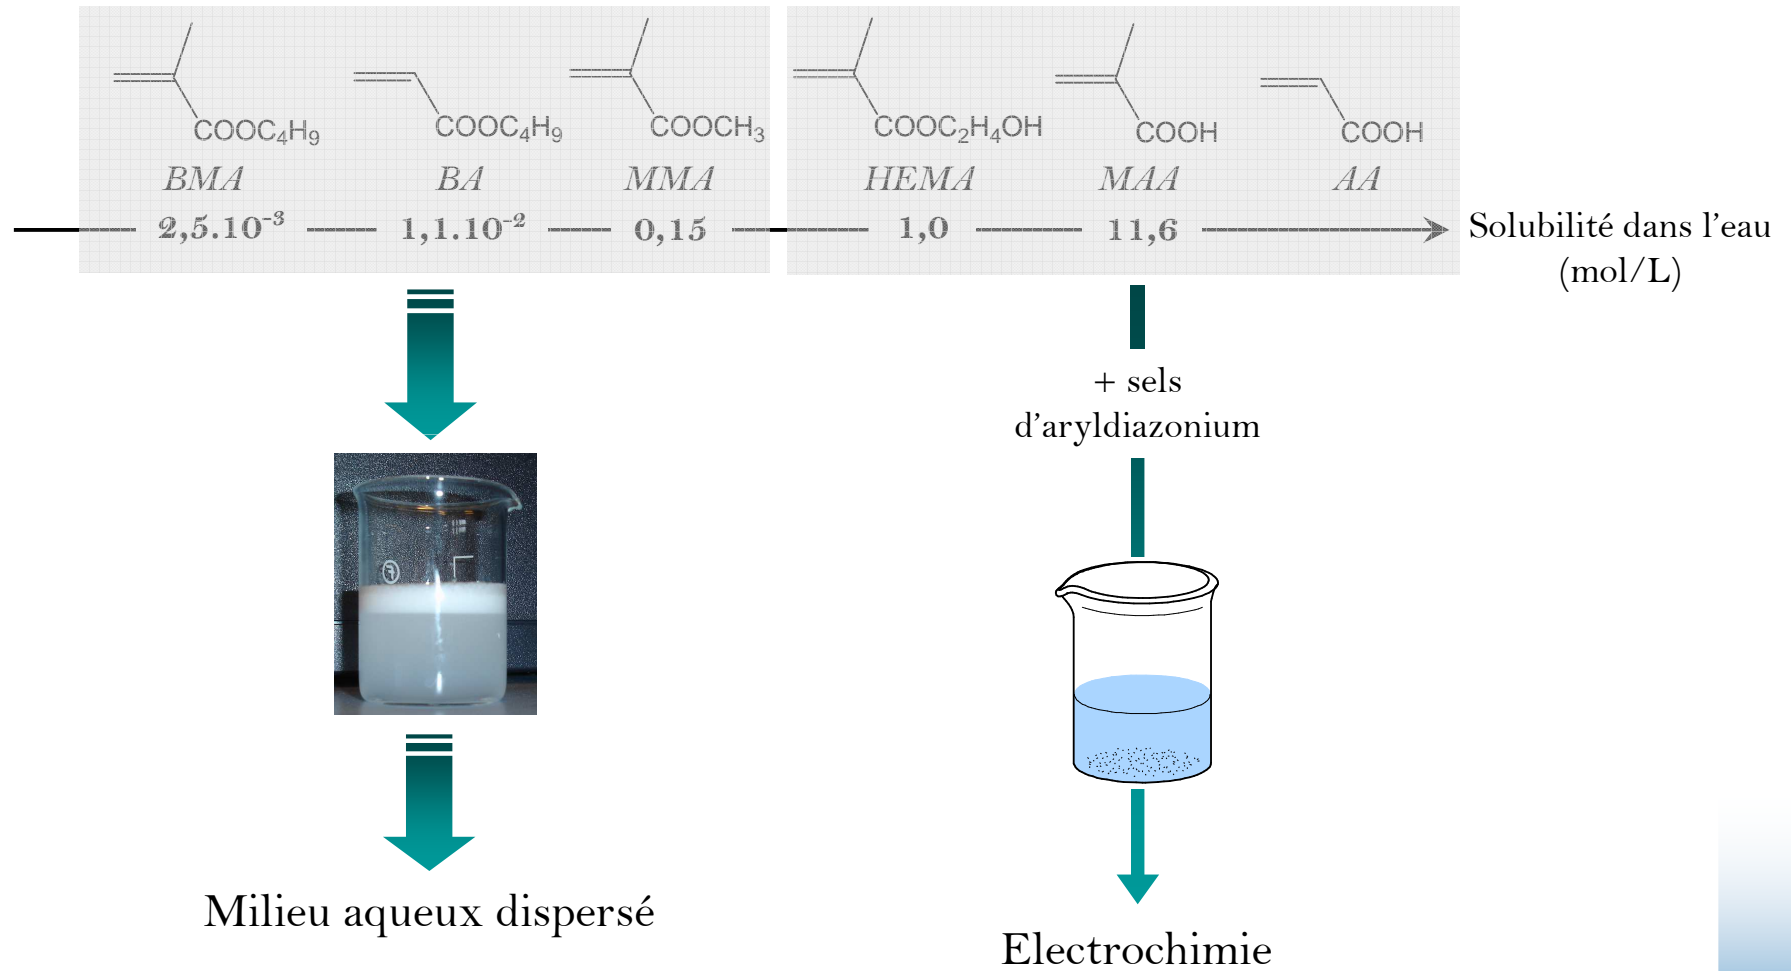 COOC4H9
COOC4H9
COOCH3
COOC2H4OH
COOH
COOH
BMA
BA
MMA
HEMA
MAA
AA
2,5.10⁻³
1,1.10⁻²
0,15
1,0
11,6
Solubilité dans l’eau
(mol/L)
+ sels
d’aryldiazonium
Milieu aqueux dispersé
Electrochimie